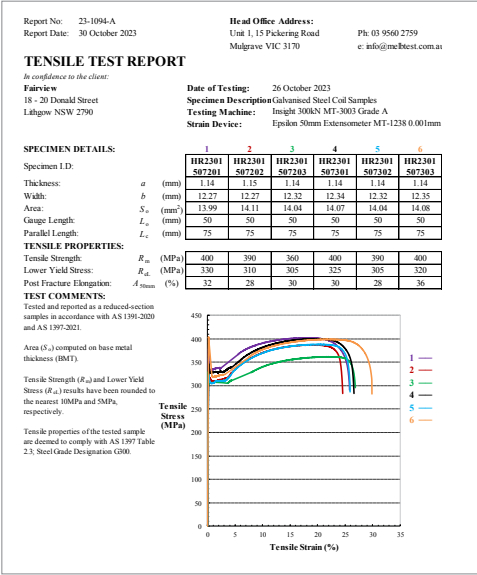 Report No: 23-1094-A Head Office Address:
Report Date: 30 October 2023 Unit 1, 15 Pickering Road Ph: 03 9560 2759
Mulgrave VIC 3170 e: info@melbtest.com.au
TENSILE TEST REPORT
In confidence to the client:
Fairview Date of Testing: 26 October 2023
18 - 20 Donald Street Specimen Description Galvanised Steel Coil Samples
Lithgow NSW 2790 Testing Machine: Insight 300kN MT-3003 Grade A
Strain Device: Epsilon 50mm Extensometer MT-1238 0.001mm
SPECIMEN DETAILS: 1 2 3 4 5 6
Specimen I.D: HR2301 507201 HR2301 507202 HR2301 507203 HR2301 507301 HR2301 507302 HR2301 507303
Thickness: a (mm) 1.14 1.15 1.14 1.14 1.14 1.14
Width: b (mm) 12.27 12.27 12.32 12.34 12.32 12.35
Area: So (mm²) 13.99 14.11 14.04 14.07 14.04 14.08
Gauge Length: Lo (mm) 50 50 50 50 50 50
Parallel Length: Lc (mm) 75 75 75 75 75 75
TENSILE PROPERTIES:
Tensile Strength: Rm (MPa) 400 390 360 400 390 400
Lower Yield Stress: ReL (MPa) 330 310 305 325 305 320
Post Fracture Elongation: A50mm (%) 32 28 30 30 28 36
TEST COMMENTS:
Tested and reported as a reduced-section
samples in accordance with AS 1391-2020
and AS 1397-2021.
Area (So) computed on base metal
thickness (BMT).
Tensile Strength (Rm) and Lower Yield
Stress (ReL) results have been rounded to
the nearest 10MPa and 5MPa,
respectively.
Tensile properties of the tested sample
are deemed to comply with AS 1397 Table
2.3; Steel Grade Designation G300.
Tensile
Stress
(MPa)
450
400
350
300
250
200
150
100
50
0
0 5 10 15 20 25 30 35
Tensile Strain (%)
1
2
3
4
5
6